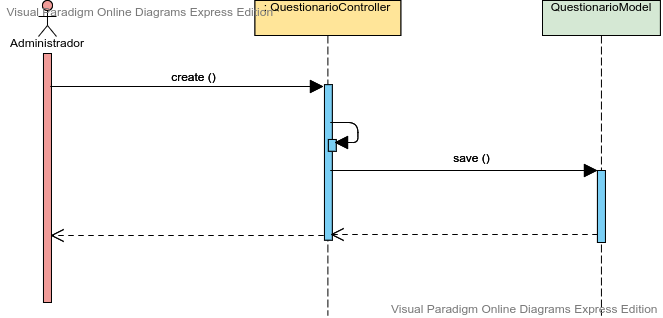 Visual Paradigm Online Diagrams Express Edition
: QuestionarioController
QuestionarioModel
Administrador
create ()
save ()
Visual Paradigm Online Diagrams Express Edition